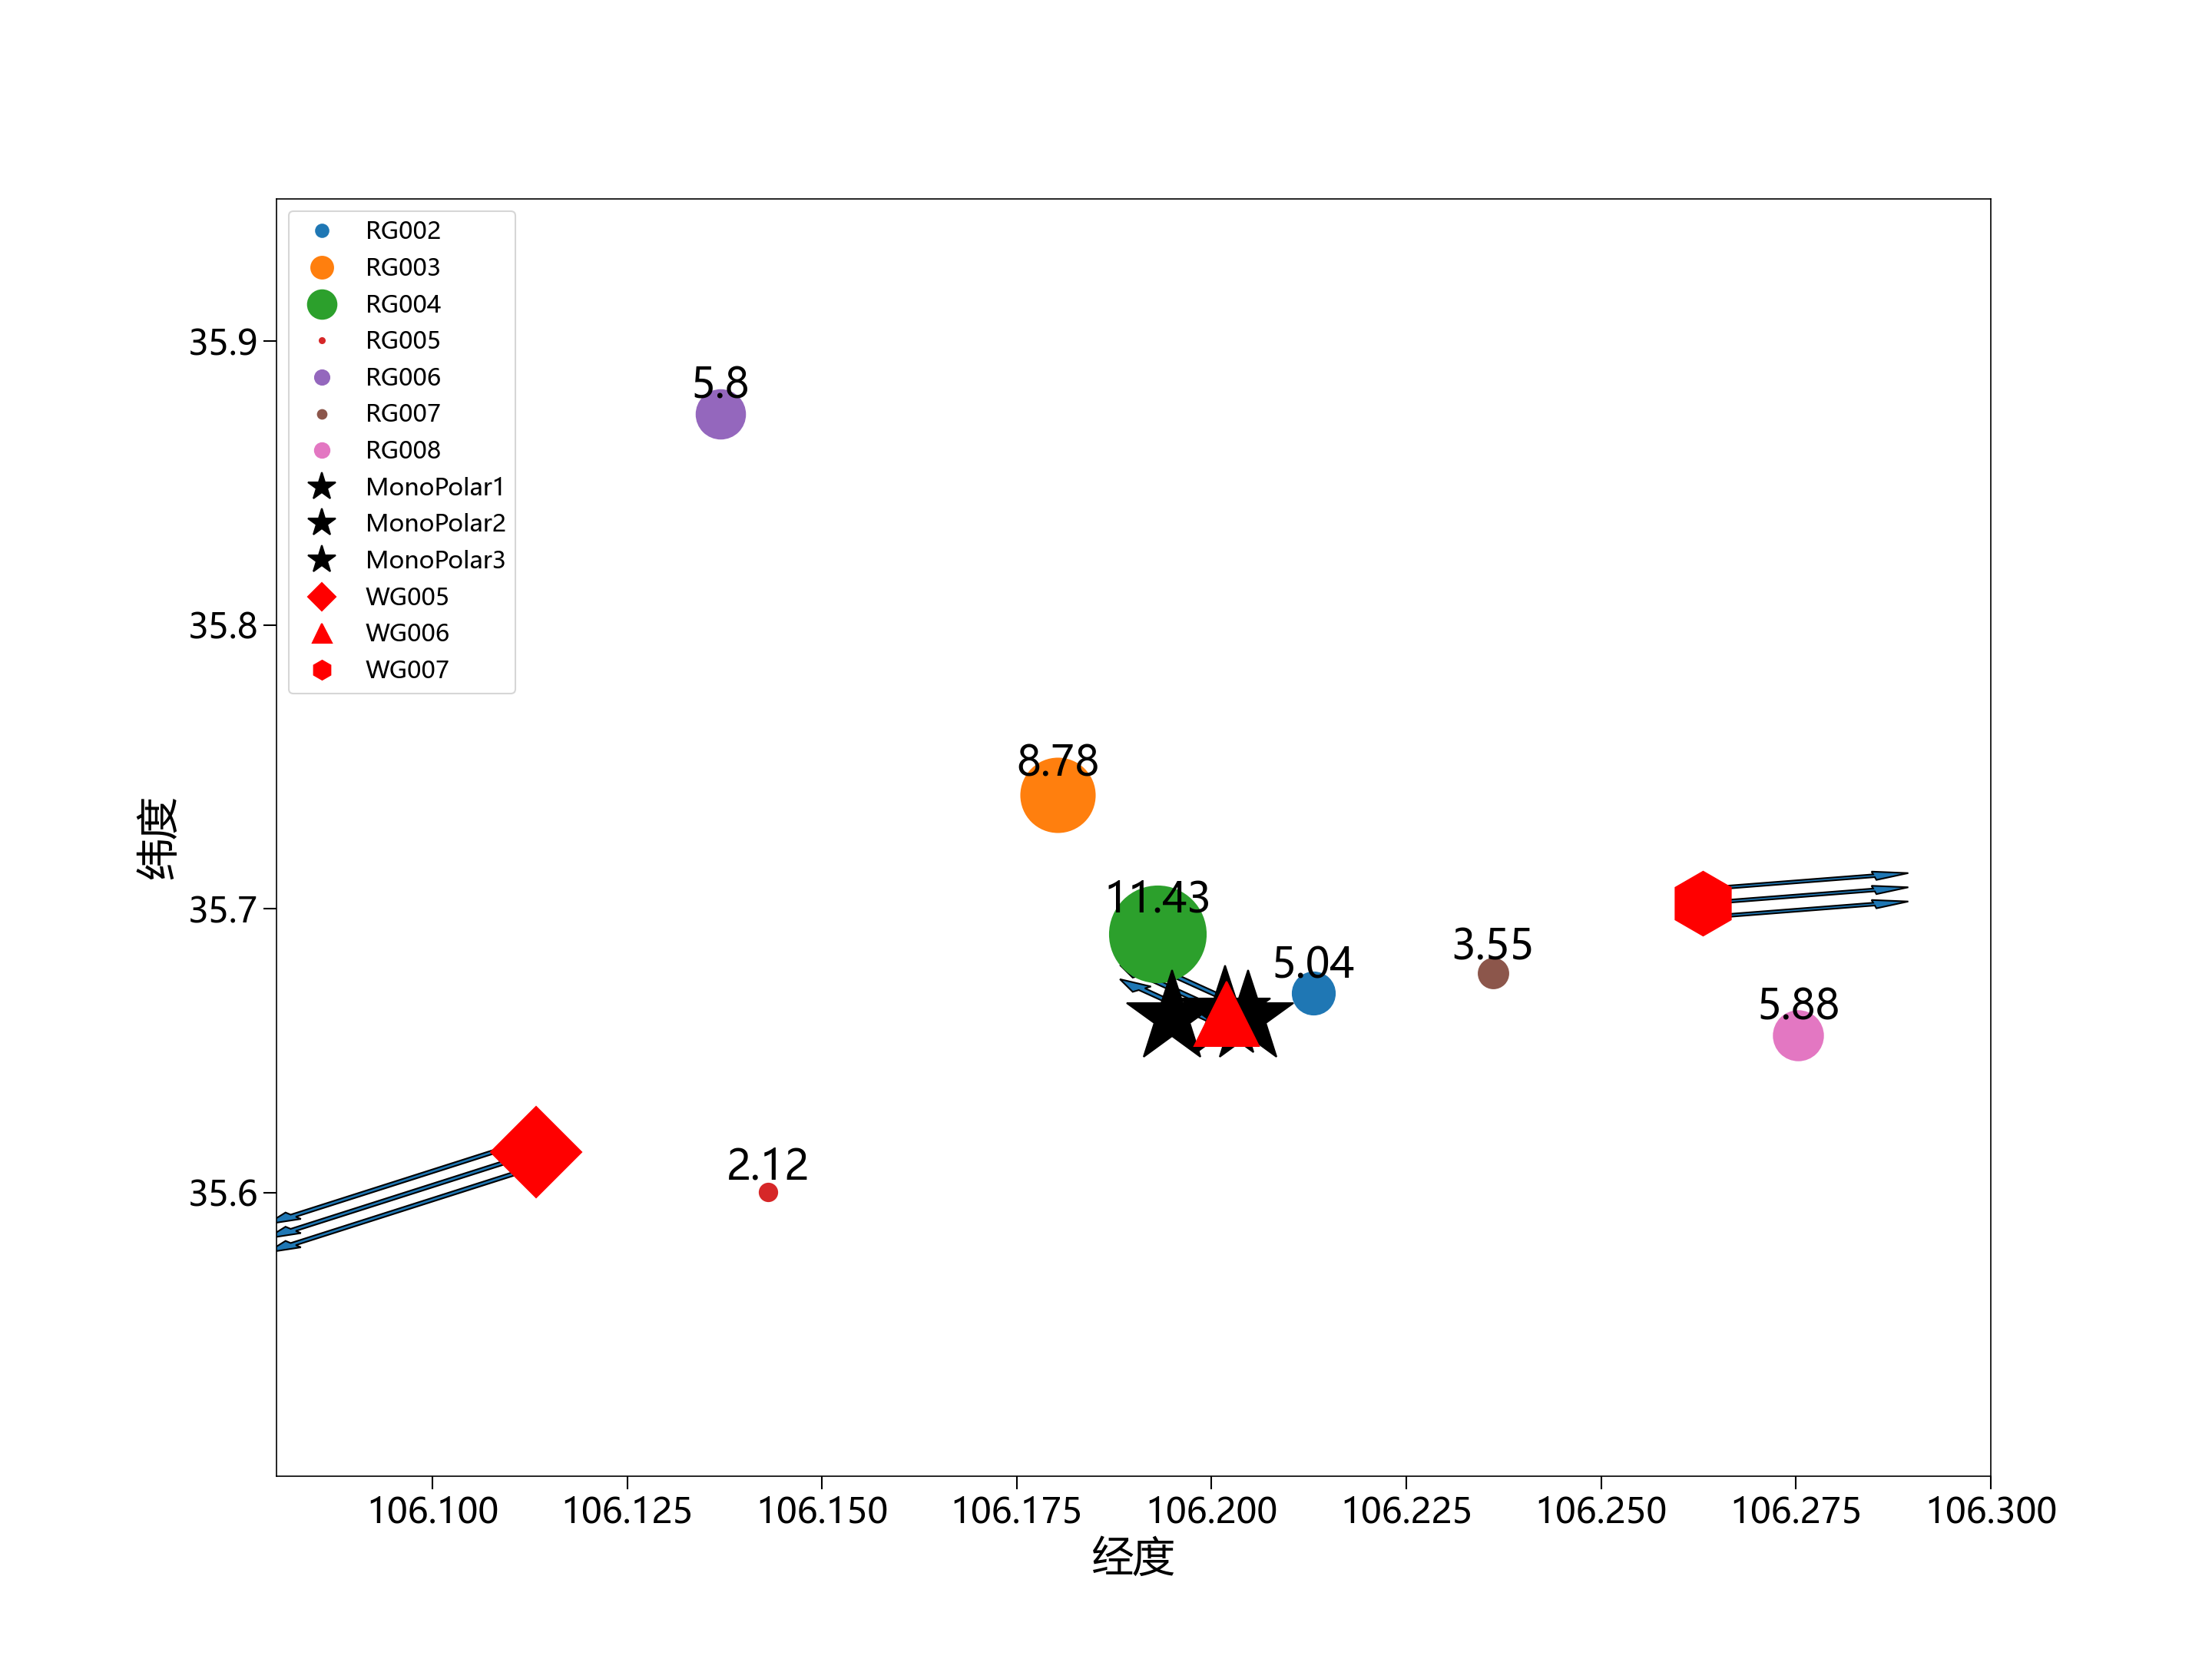 RG002
RG003
RG004
RG005
RG006
RG007
RG008
MonoPolar1
MonoPolar2
MonoPolar3
WG005
WG006
WG007
35.9
35.8
35.7
35.6
纬度
5.8
8.78
11.43
5.04
3.55
5.88
2.12
106.100
106.125
106.150
106.175
106.200
106.225
106.250
106.275
106.300
经度